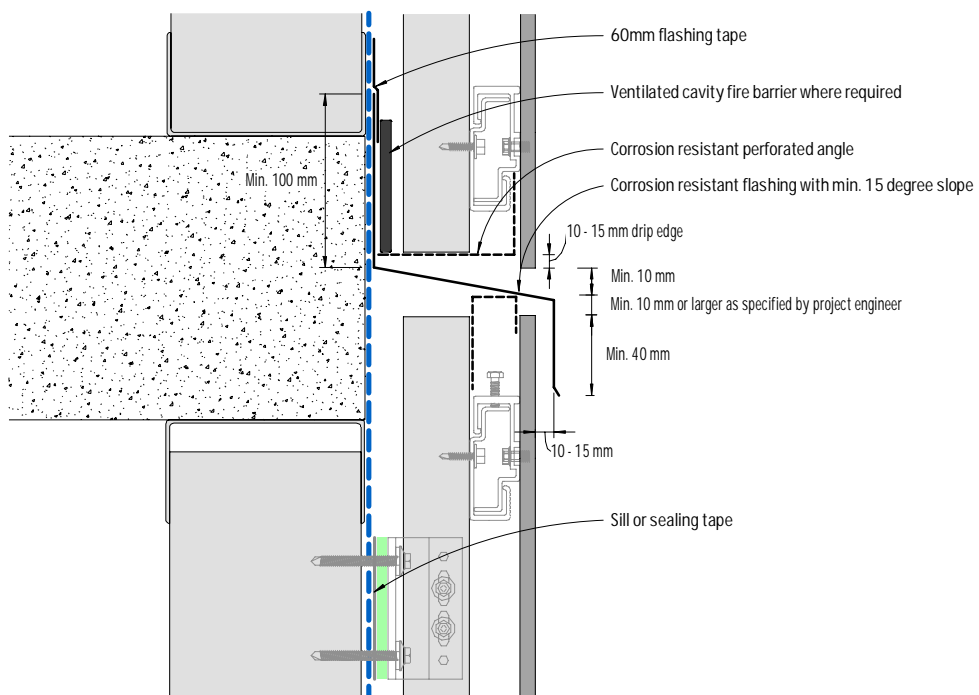 60mm flashing tape
Ventilated cavity fire barrier where required
Corrosion resistant perforated angle
Min. 100 mm
Corrosion resistant flashing with min. 15 degree slope
10 - 15 mm drip edge
Min. 10 mm
Min. 10 mm or larger as specified by project engineer
Min. 40 mm
10 - 15 mm
Sill or sealing tape